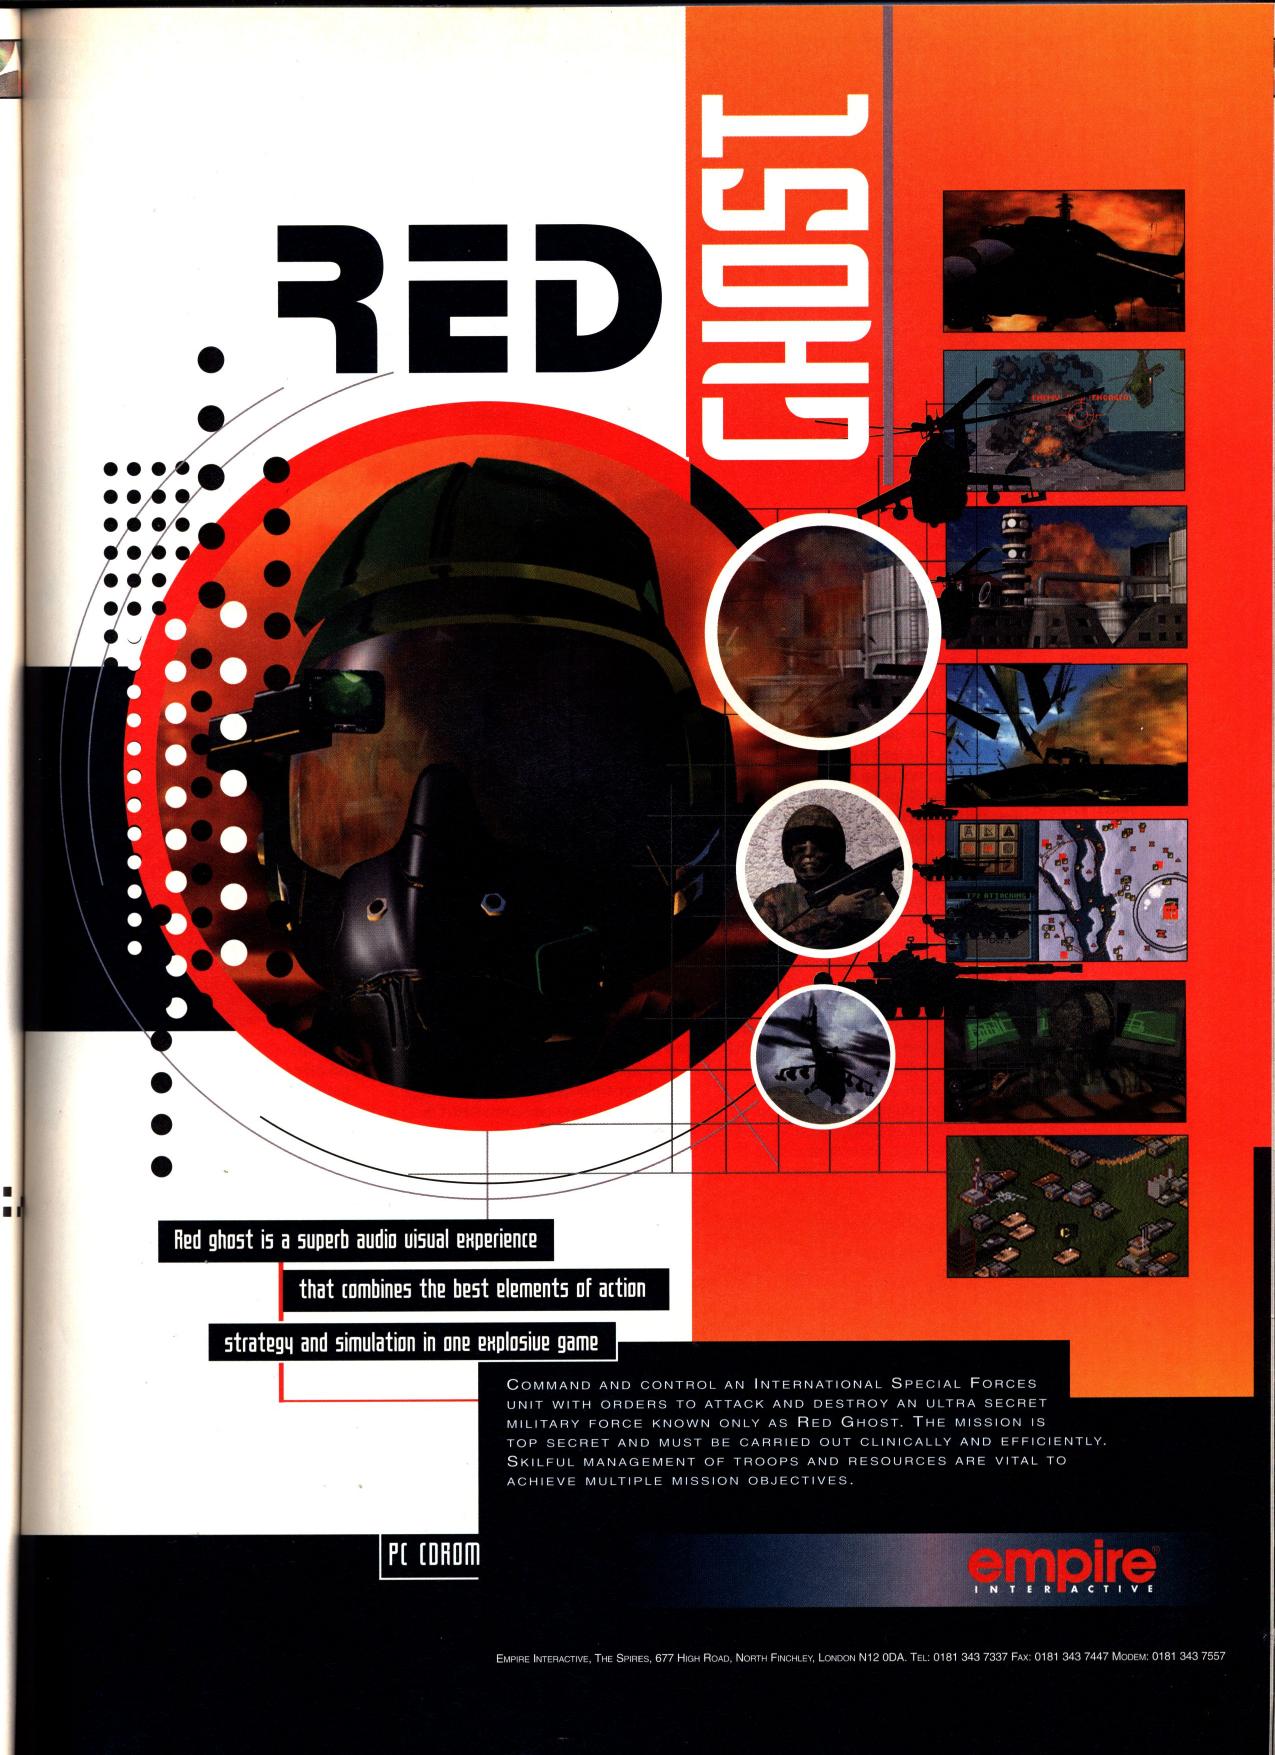 RED
GHOST
ENEMY ENGAGED
T72 ATTACKING
Red ghost is a superb audio visual experience
that combines the best elements of action
strategy and simulation in one explosive game
COMMAND AND CONTROL AN INTERNATIONAL SPECIAL FORCES
UNIT WITH ORDERS TO ATTACK AND DESTROY AN ULTRA SECRET
MILITARY FORCE KNOWN ONLY AS RED GHOST. THE MISSION IS
TOP SECRET AND MUST BE CARRIED OUT CLINICALLY AND EFFICIENTLY.
SKILFUL MANAGEMENT OF TROOPS AND RESOURCES ARE VITAL TO
ACHIEVE MULTIPLE MISSION OBJECTIVES.
PC CDROM
empire®
INTERACTIVE
EMPIRE INTERACTIVE, THE SPIRES, 677 HIGH ROAD, NORTH FINCHLEY, LONDON N12 0DA. TEL: 0181 343 7337 FAX: 0181 343 7447 MODEM: 0181 343 7557